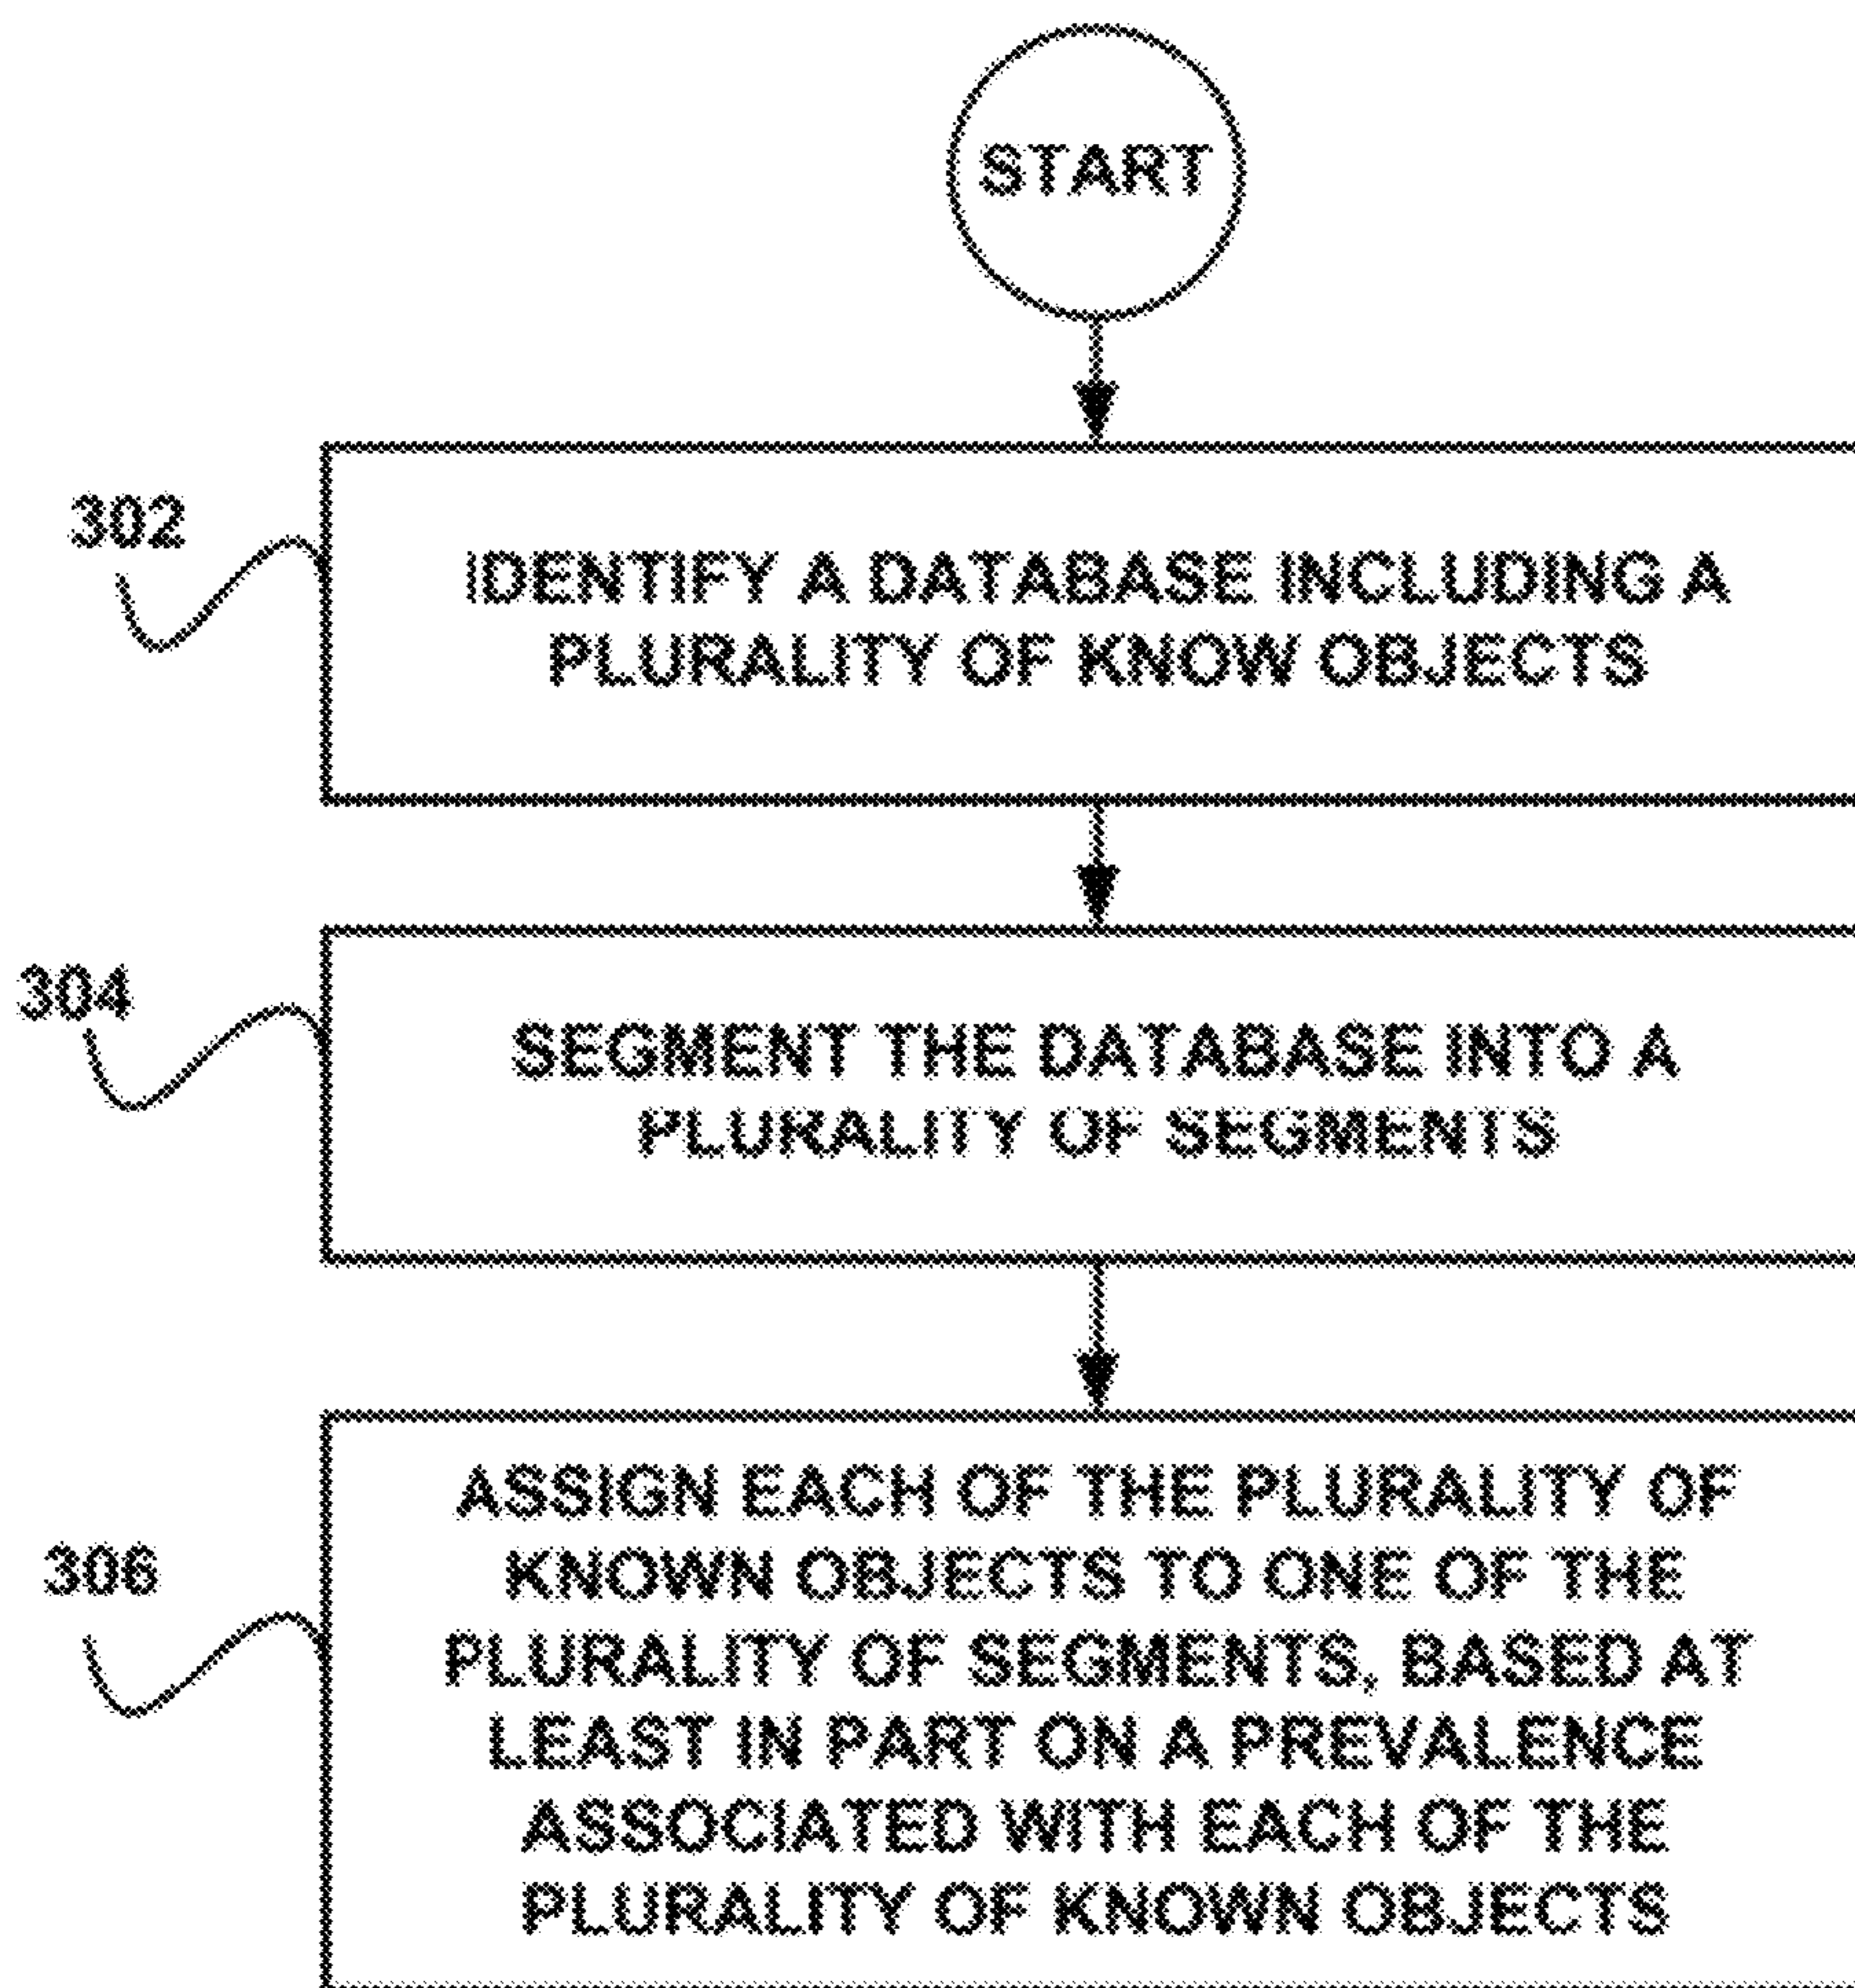 START
302
IDENTIFY A DATABASE INCLUDING A
PLURALITY OF KNOW OBJECTS
304
SEGMENT THE DATABASE INTO A
PLURALITY OF SEGMENTS
306
ASSIGN EACH OF THE PLURALITY OF
KNOWN OBJECTS TO ONE OF THE
PLURALITY OF SEGMENTS, BASED AT
LEAST IN PART ON A PREVALENCE
ASSOCIATED WITH EACH OF THE
PLURALITY OF KNOWN OBJECTS